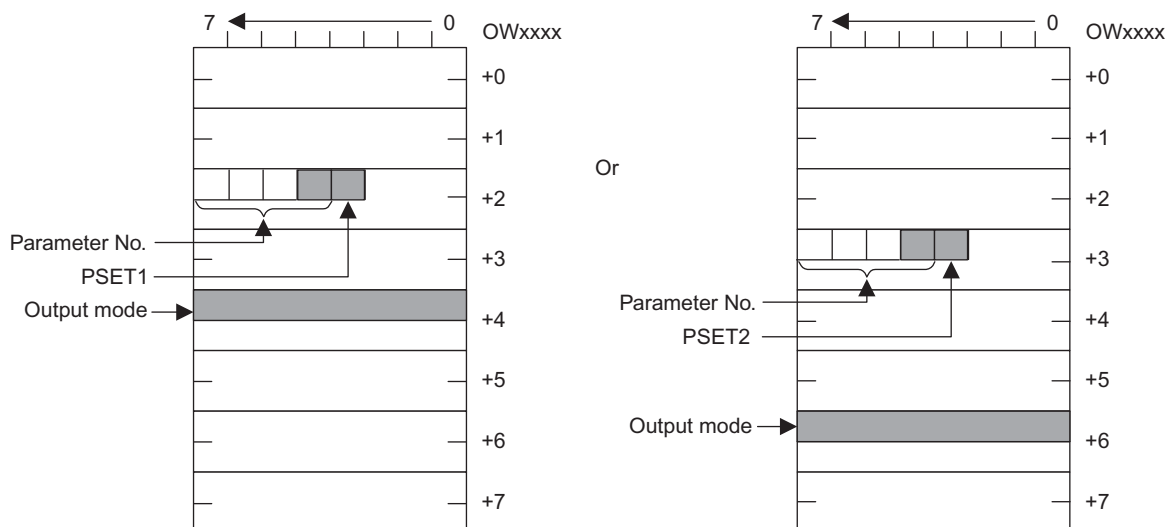 7 0 OWxxxx
+0
+1
+2
Parameter No.
+3
PSET1
Output mode
+4
+5
+6
+7
Or
7 0 OWxxxx
+0
+1
+2
+3
Parameter No.
+4
PSET2
+5
Output mode
+6
+7